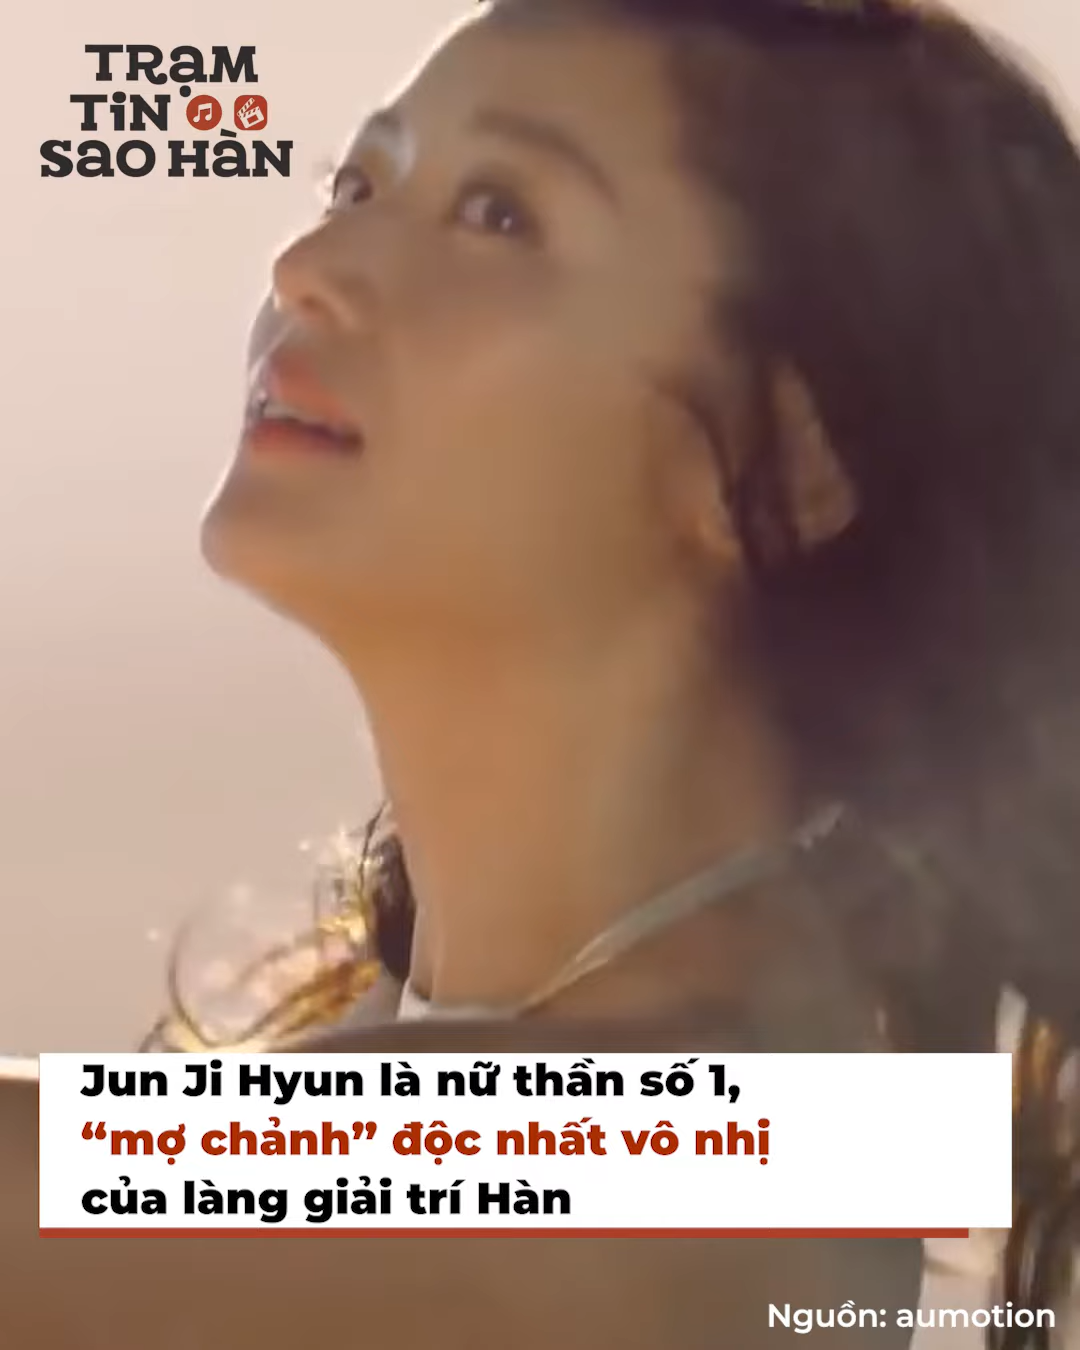 TRẠM
TiN
SAO HÀN
Jun Ji Hyun là nữ thần số 1,
“mợ chảnh” độc nhất vô nhị
của làng giải trí Hàn
Nguồn: aumotion